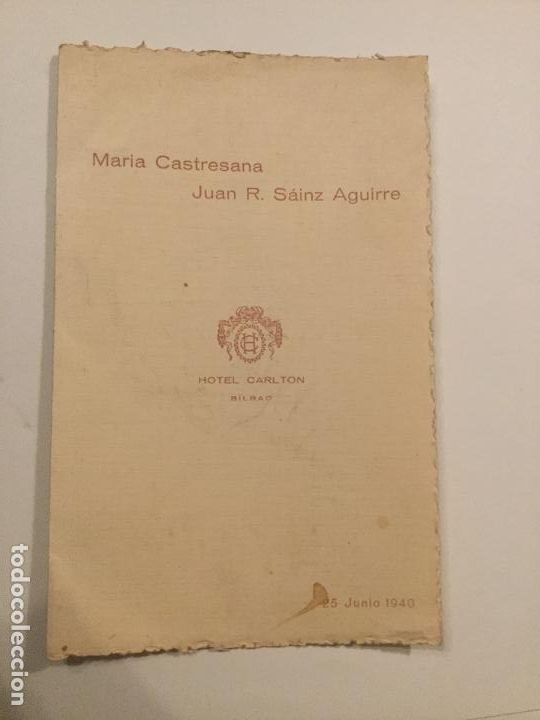 Maria Castresana
Juan R. Sáinz Aguirre
HOTEL CARLTON
BILBAO
25 Junio 1940
todocoleccion